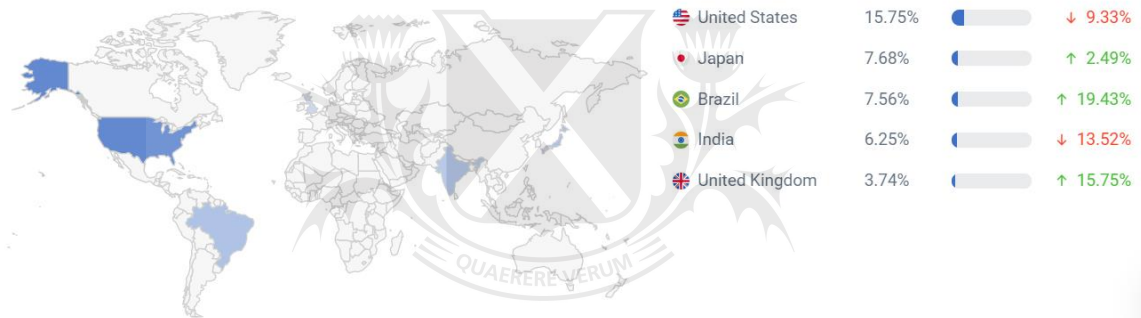 United States 15.75% ↓ 9.33%
Japan 7.68% ↑ 2.49%
Brazil 7.56% ↑ 19.43%
India 6.25% ↓ 13.52%
United Kingdom 3.74% ↑ 15.75%
QUAERERE VERUM